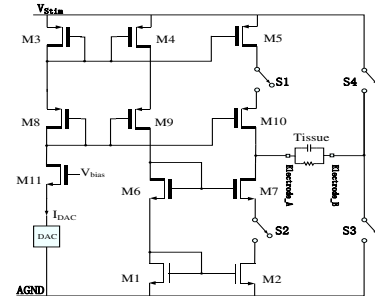 VStim
M3
M4
M5
S1
S4
M8
M9
M10
Tissue
M11
Vbias
Electrode_A
Electrode_B
M6
M7
IDAC
DAC
S2
S3
M1
M2
AGND